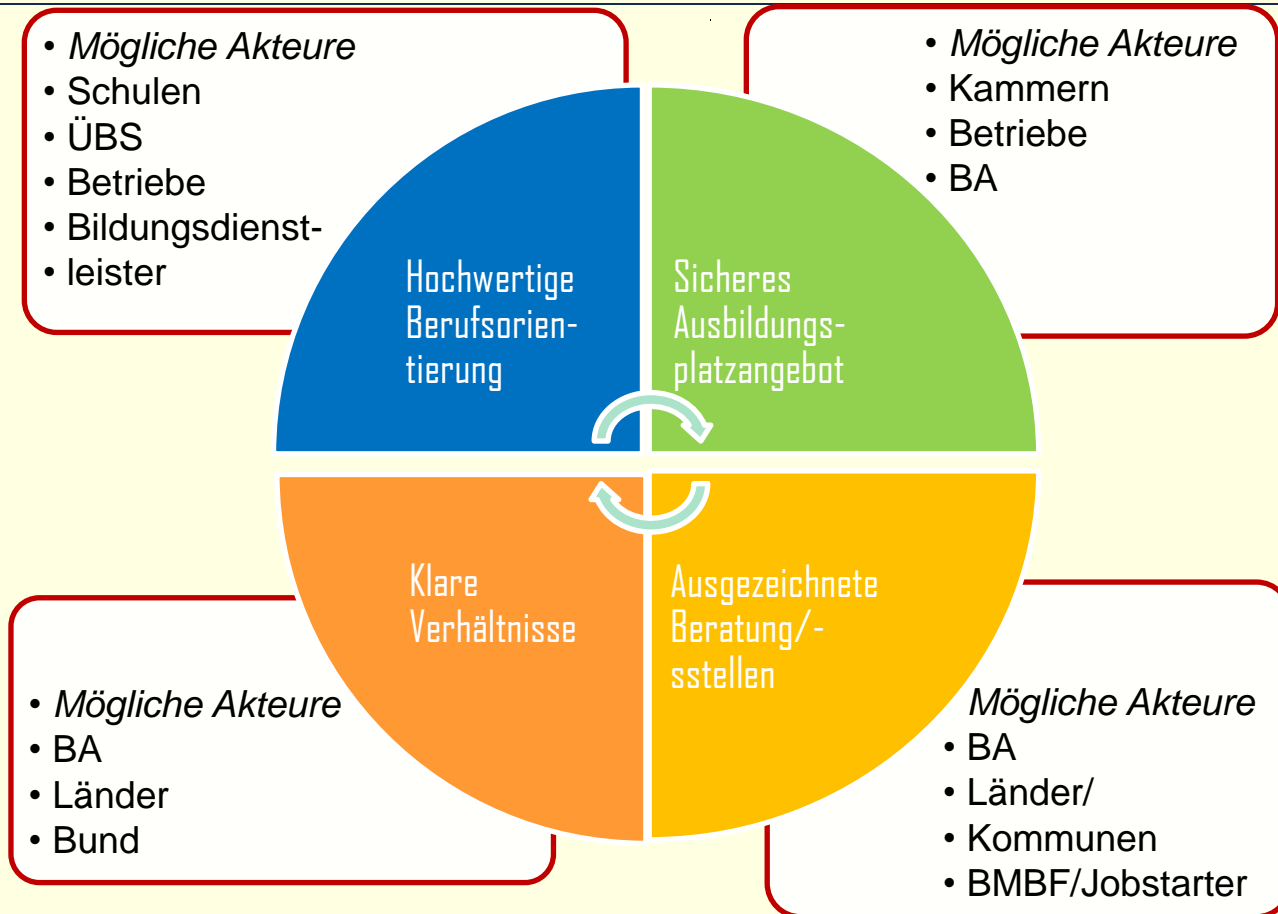 • Mögliche Akteure
• Schulen
• ÜBS
• Betriebe
• Bildungsdienst-
• leister
• Mögliche Akteure
• Kammern
• Betriebe
• BA
Hochwertige
Berufsorien-
tierung
Sicheres
Ausbildungs-
platzangebot
Klare
Verhältnisse
Ausgezeichnete
Beratung/-
sstellen
• Mögliche Akteure
• BA
• Länder
• Bund
Mögliche Akteure
• BA
• Länder/
• Kommunen
• BMBF/Jobstarter